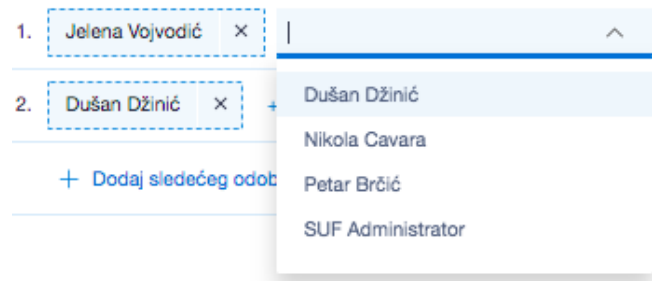 1. Jelena Vojvodić ×
2. Dušan Džinić × +
+ Dodaj sledećeg odob
Dušan Džinić
Nikola Cavara
Petar Brčić
SUF Administrator